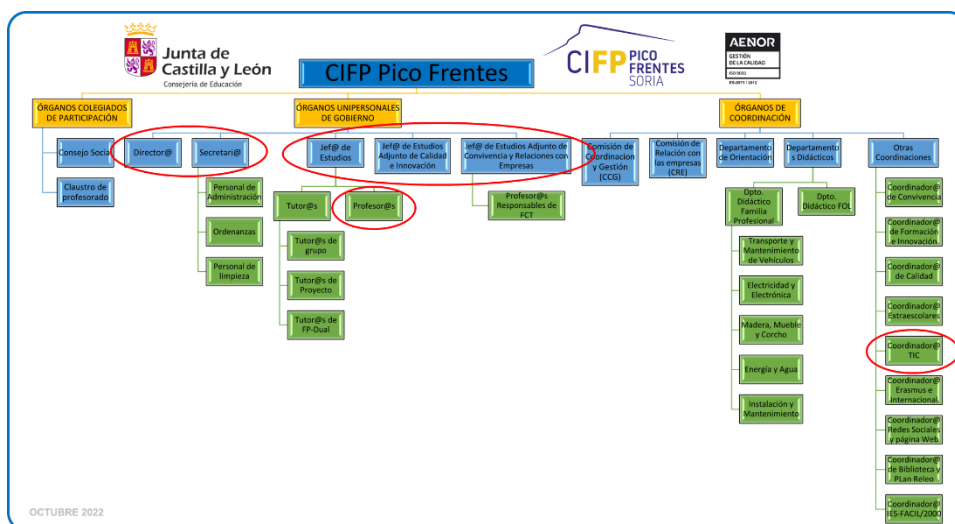 Junta de
Castilla y León
Consejería de Educación
CIFP Pico Frentes
CIFP PICO
FRENTES
SORIA
AENOR
GESTIÓN
DE LA CALIDAD
ISO 9001
ÓRGANOS COLEGIADOS
DE PARTICIPACIÓN
ÓRGANOS UNIPERSONALES
DE GOBIERNO
ÓRGANOS DE
COORDINACIÓN
Consejo Social
Claustro de
profesorado
Director@
Secretari@
Personal de
Administración
Ordenanzas
Personal de
limpieza
Jef@ de
Estudios
Jef@ de Estudios
Adjunto de Calidad
e Innovación
Jef@ de Estudios Adjunto de
Convivencia y Relaciones con
Empresas
Tutor@s
Profesor@s
Profesor@s
Responsables de
FCT
Tutor@s de
grupo
Tutor@s de
Proyecto
Tutor@s de
FP-Dual
Comisión de
Coordinacion
y Gestión
(CCG)
Comisión de
Relación con
las empresas
(CRE)
Departamento
de Orientación
Departamento
s Didácticos
Otras
Coordinaciones
Dpto.
Didáctico
Familia
Profesional
Dpto.
Didáctico FOL
Transporte y
Mantenimiento
de Vehículos
Electricidad y
Electrónica
Madera, Mueble
y Corcho
Energía y Agua
Instalación y
Mantenimiento
Coordinador@
de Convivencia
Coordinador@
de Formación
e Innovación
Coordinador@
de Calidad
Coordinador@
Extraescolares
Coordinador@
TIC
Coordinador@
Erasmus e
Internacional
Coordinador@
Redes Sociales
y página Web
Coordinador@
de Biblioteca y
PLan Releo
Coordinador@
IES-FACIL/2000
OCTUBRE 2022